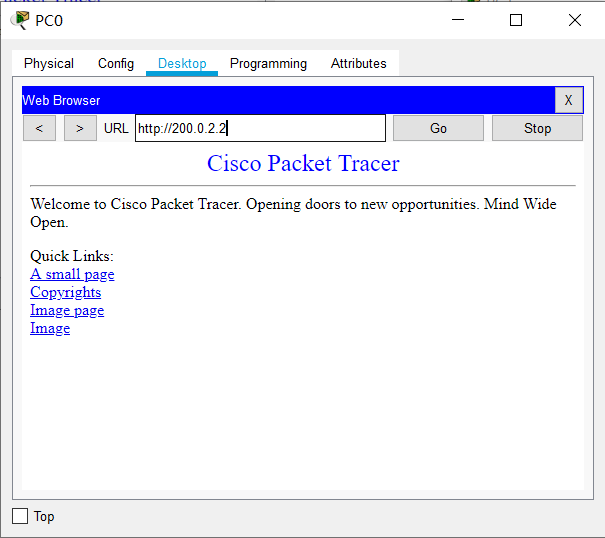 PC0
Physical Config Desktop Programming Attributes
Web Browser X
< > URL http://200.0.2.2 Go Stop
Cisco Packet Tracer
Welcome to Cisco Packet Tracer. Opening doors to new opportunities. Mind Wide
Open.
Quick Links:
A small page
Copyrights
Image page
Image
Top